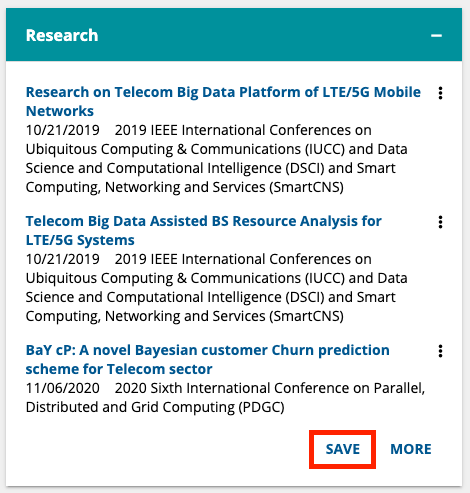 Research
Research on Telecom Big Data Platform of LTE/5G Mobile
Networks
10/21/2019 2019 IEEE International Conferences on
Ubiquitous Computing & Communications (IUCC) and Data
Science and Computational Intelligence (DSCI) and Smart
Computing, Networking and Services (SmartCNS)
Telecom Big Data Assisted BS Resource Analysis for
LTE/5G Systems
10/21/2019 2019 IEEE International Conferences on
Ubiquitous Computing & Communications (IUCC) and Data
Science and Computational Intelligence (DSCI) and Smart
Computing, Networking and Services (SmartCNS)
BaY cP: A novel Bayesian customer Churn prediction
scheme for Telecom sector
11/06/2020 2020 Sixth International Conference on Parallel,
Distributed and Grid Computing (PDGC)
SAVE MORE